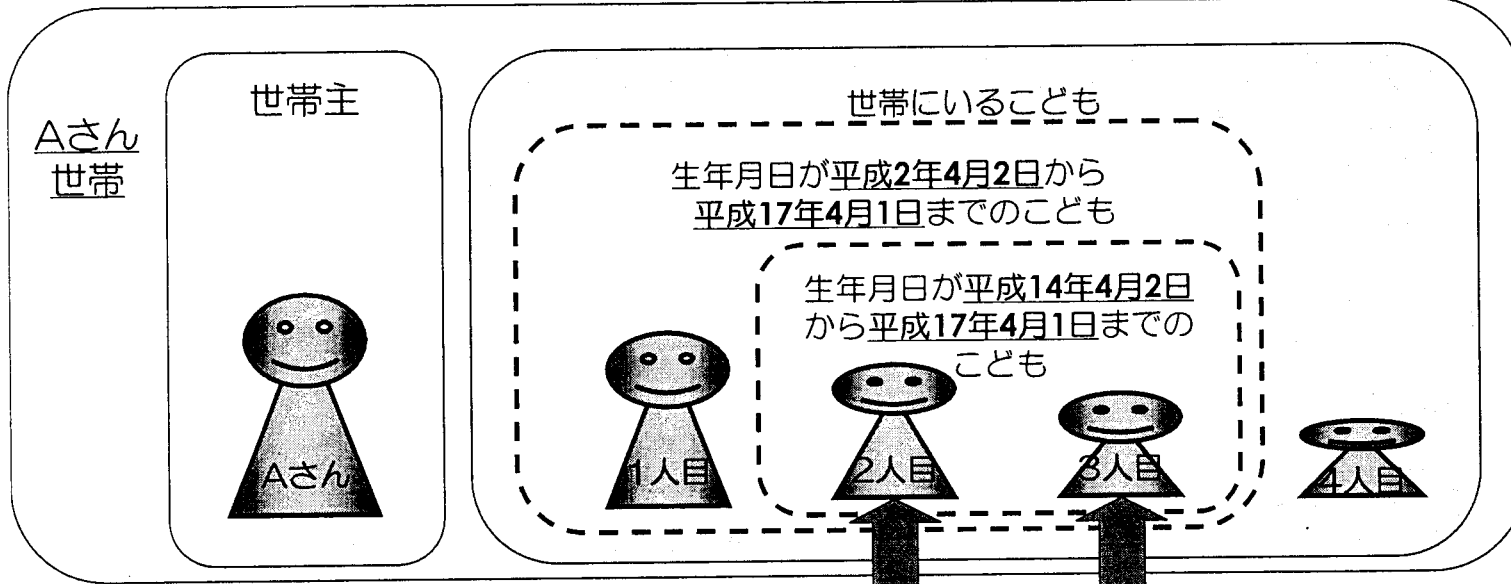 Aさん
世帯
世帯主
世帯にいるこども
生年月日が平成2年4月2日から
平成17年4月1日までのこども
生年月日が平成14年4月2日
から平成17年4月1日までの
こども
Aさん
1人目
2人目
3人目
4人目